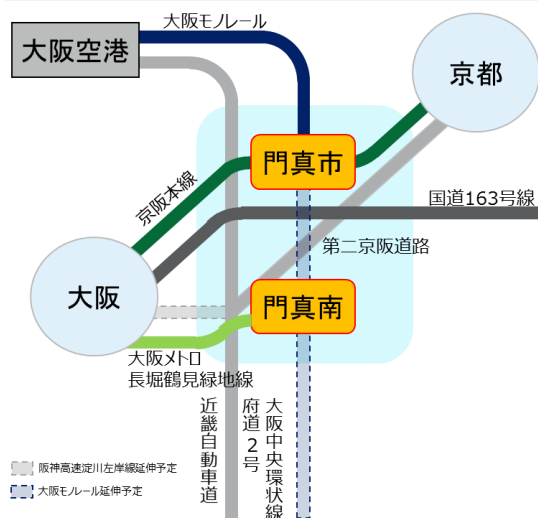 大阪モノレール
大阪空港
京都
門真市
京阪本線
国道163号線
第二京阪道路
大阪
門真南
大阪メトロ
長堀鶴見緑地線
近畿自動車道
府道2号
大阪中央環状線
阪神高速淀川左岸線延伸予定
大阪モノレール延伸予定